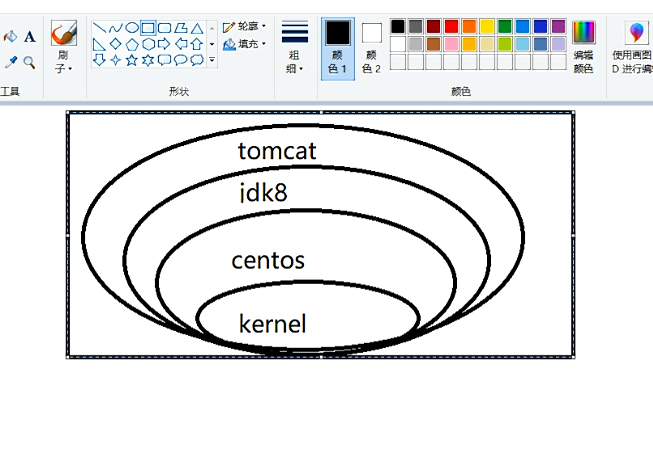 轮廓
填充
刷
子
粗
细
颜
色 1
颜
色 2
编辑
颜色
使用画图
D 进行编
工具
形状
颜色
tomcat
jdk8
centos
kernel